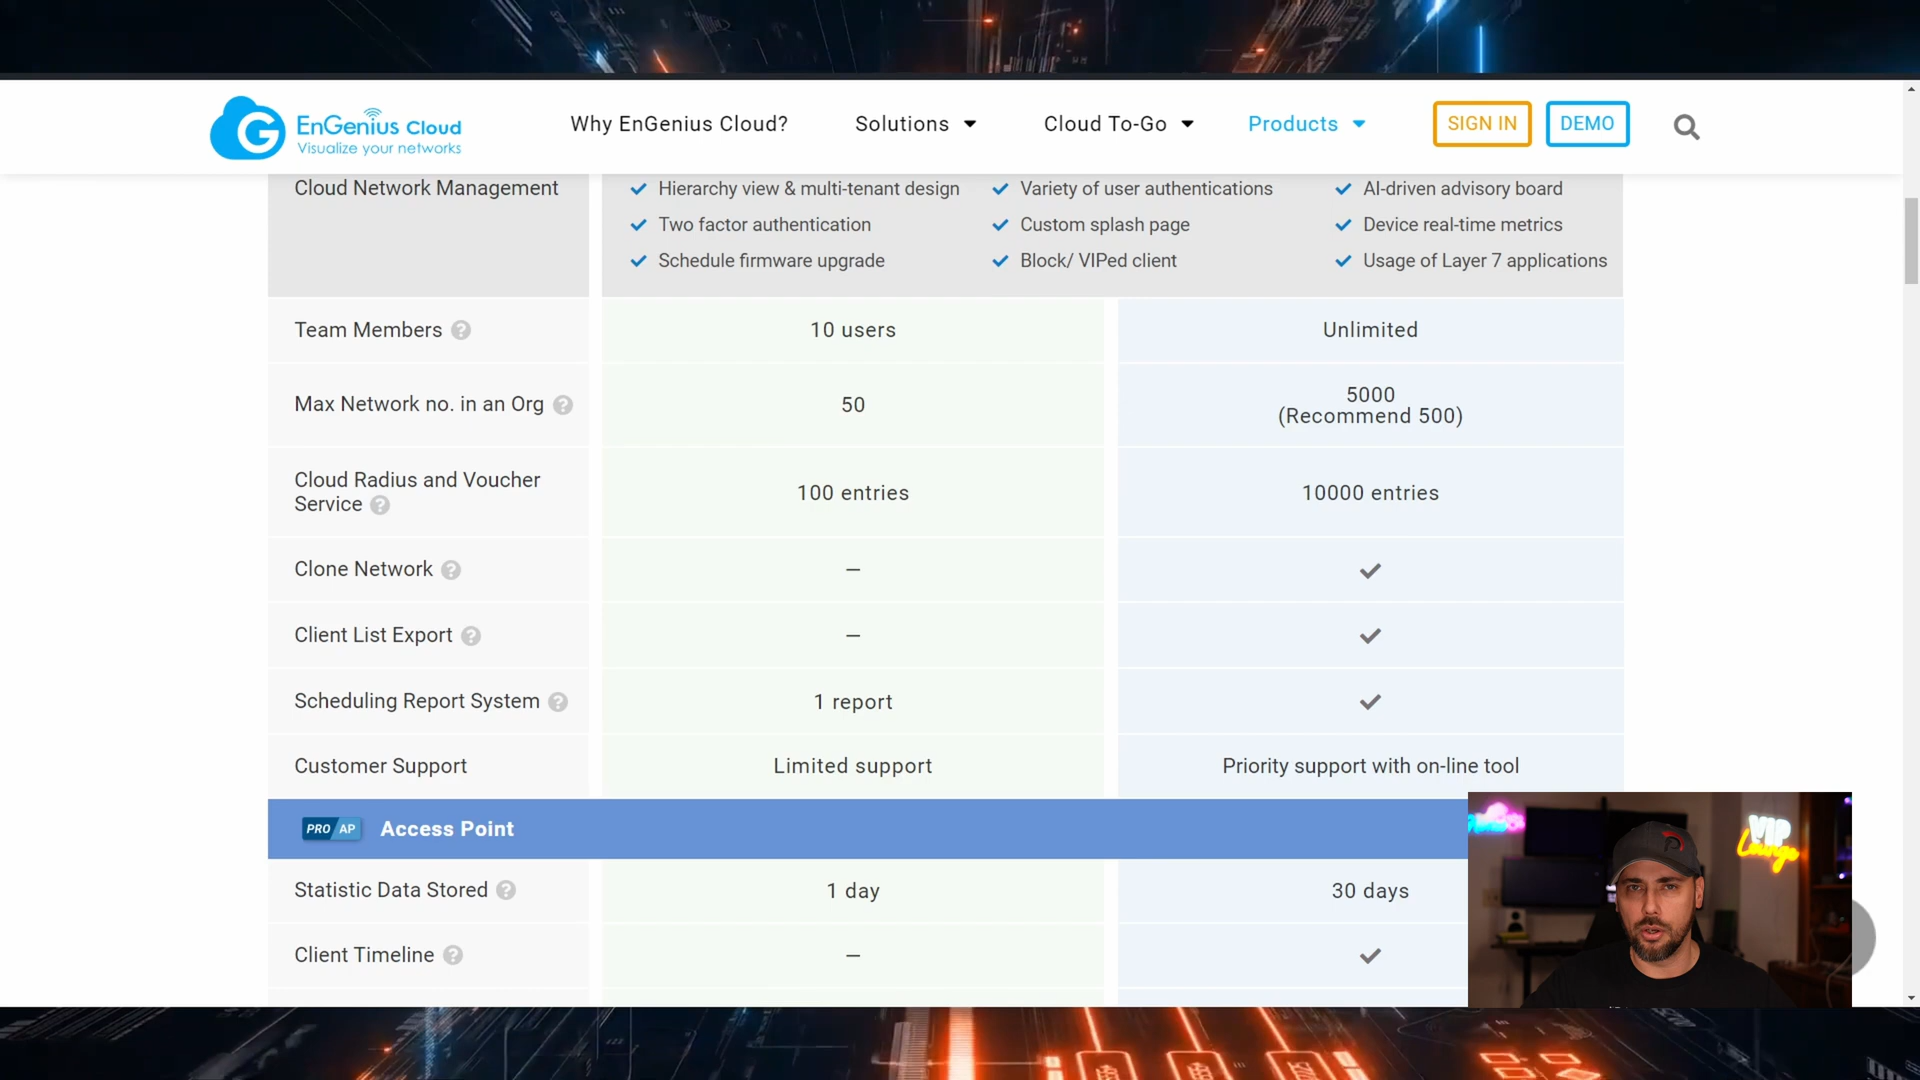 EnGenius Cloud
Visualize your networks
Why EnGenius Cloud?
Solutions
Cloud To-Go
Products
SIGN IN
DEMO
Cloud Network Management
Hierarchy view & multi-tenant design
Variety of user authentications
AI-driven advisory board
Two factor authentication
Custom splash page
Device real-time metrics
Schedule firmware upgrade
Block/ VIPed client
Usage of Layer 7 applications
Team Members ?
10 users
Unlimited
Max Network no. in an Org ?
50
5000
(Recommend 500)
Cloud Radius and Voucher
Service ?
100 entries
10000 entries
Clone Network ?
–
Client List Export ?
–
Scheduling Report System ?
1 report
Customer Support
Limited support
Priority support with on-line tool
PRO AP
Access Point
Statistic Data Stored ?
1 day
30 days
Client Timeline ?
–
VIP
Lounge